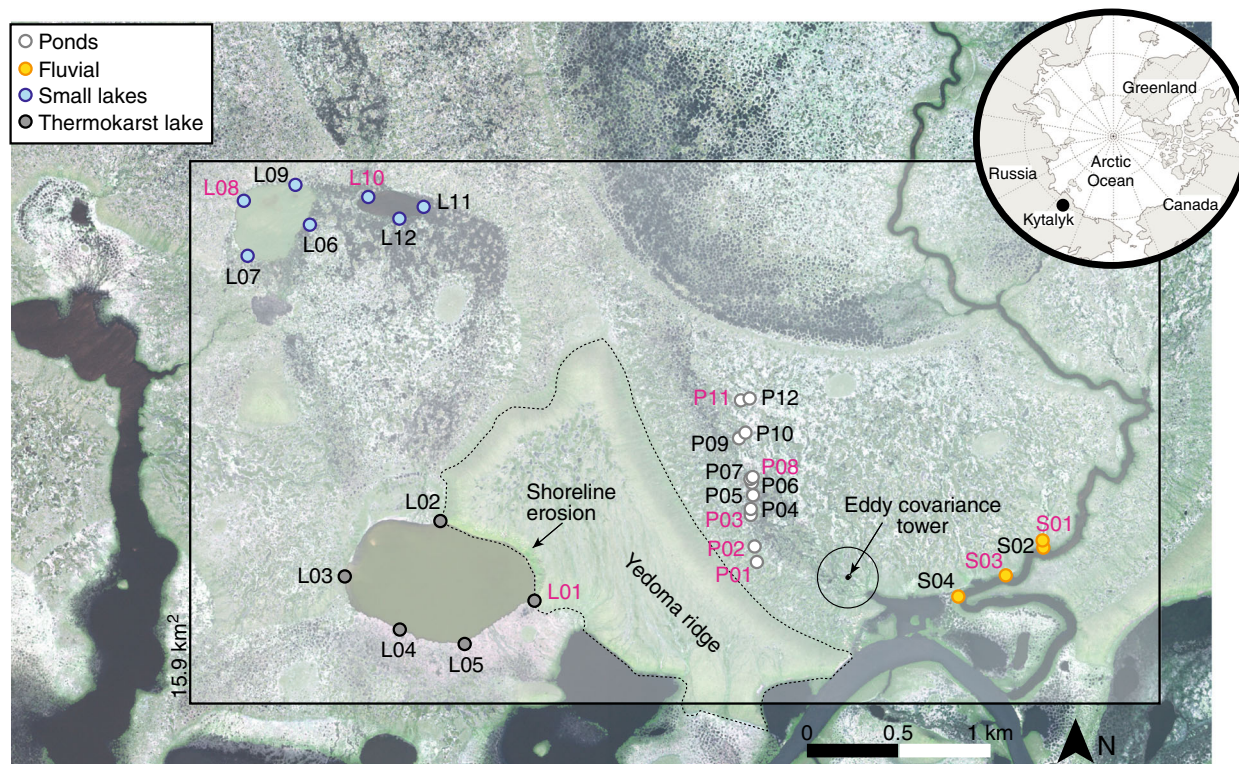 Ponds
Fluvial
Small lakes
Thermokarst lake
Greenland
Arctic
Ocean
Russia
Canada
Kytalyk
L08
L09
L10
L11
L06
L12
L07
P11
P12
P10
P09
P07
P08
P06
P05
P04
P03
P02
P01
L02
Shoreline
erosion
Eddy covariance
tower
S01
S02
S03
S04
L03
L01
L04
L05
Yedoma ridge
15.9 km²
0 0.5 1 km
N